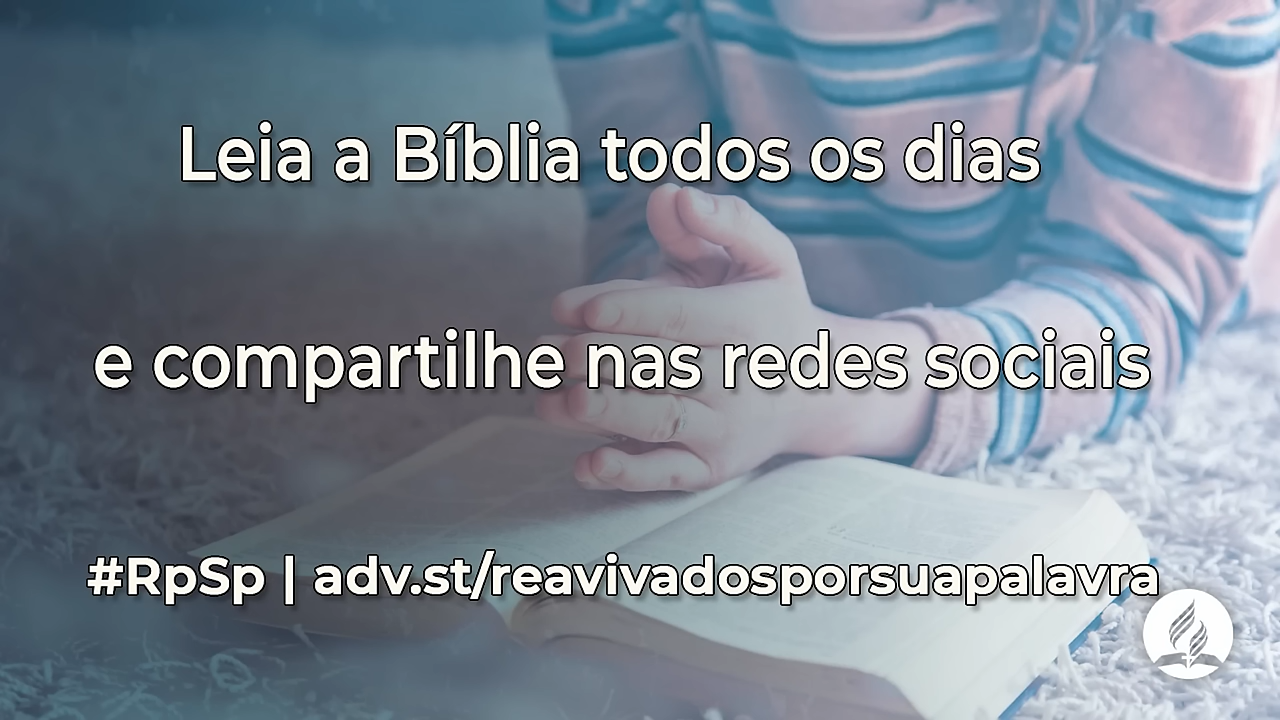 Leia a Bíblia todos os dias
e compartilhe nas redes sociais
#RpSp | adv.st/reavivadosporsuapalavra